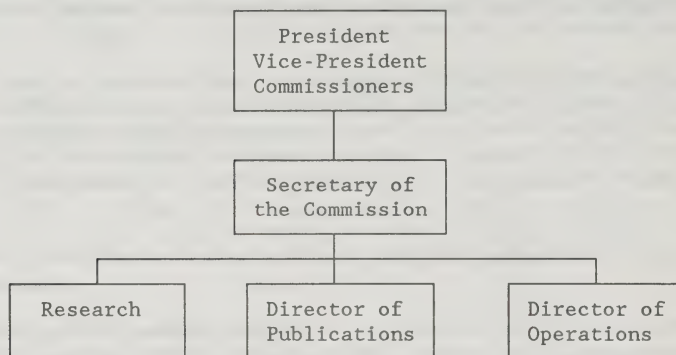 President
Vice-President
Commissioners
Secretary of
the Commission
Research
Director of
Publications
Director of
Operations